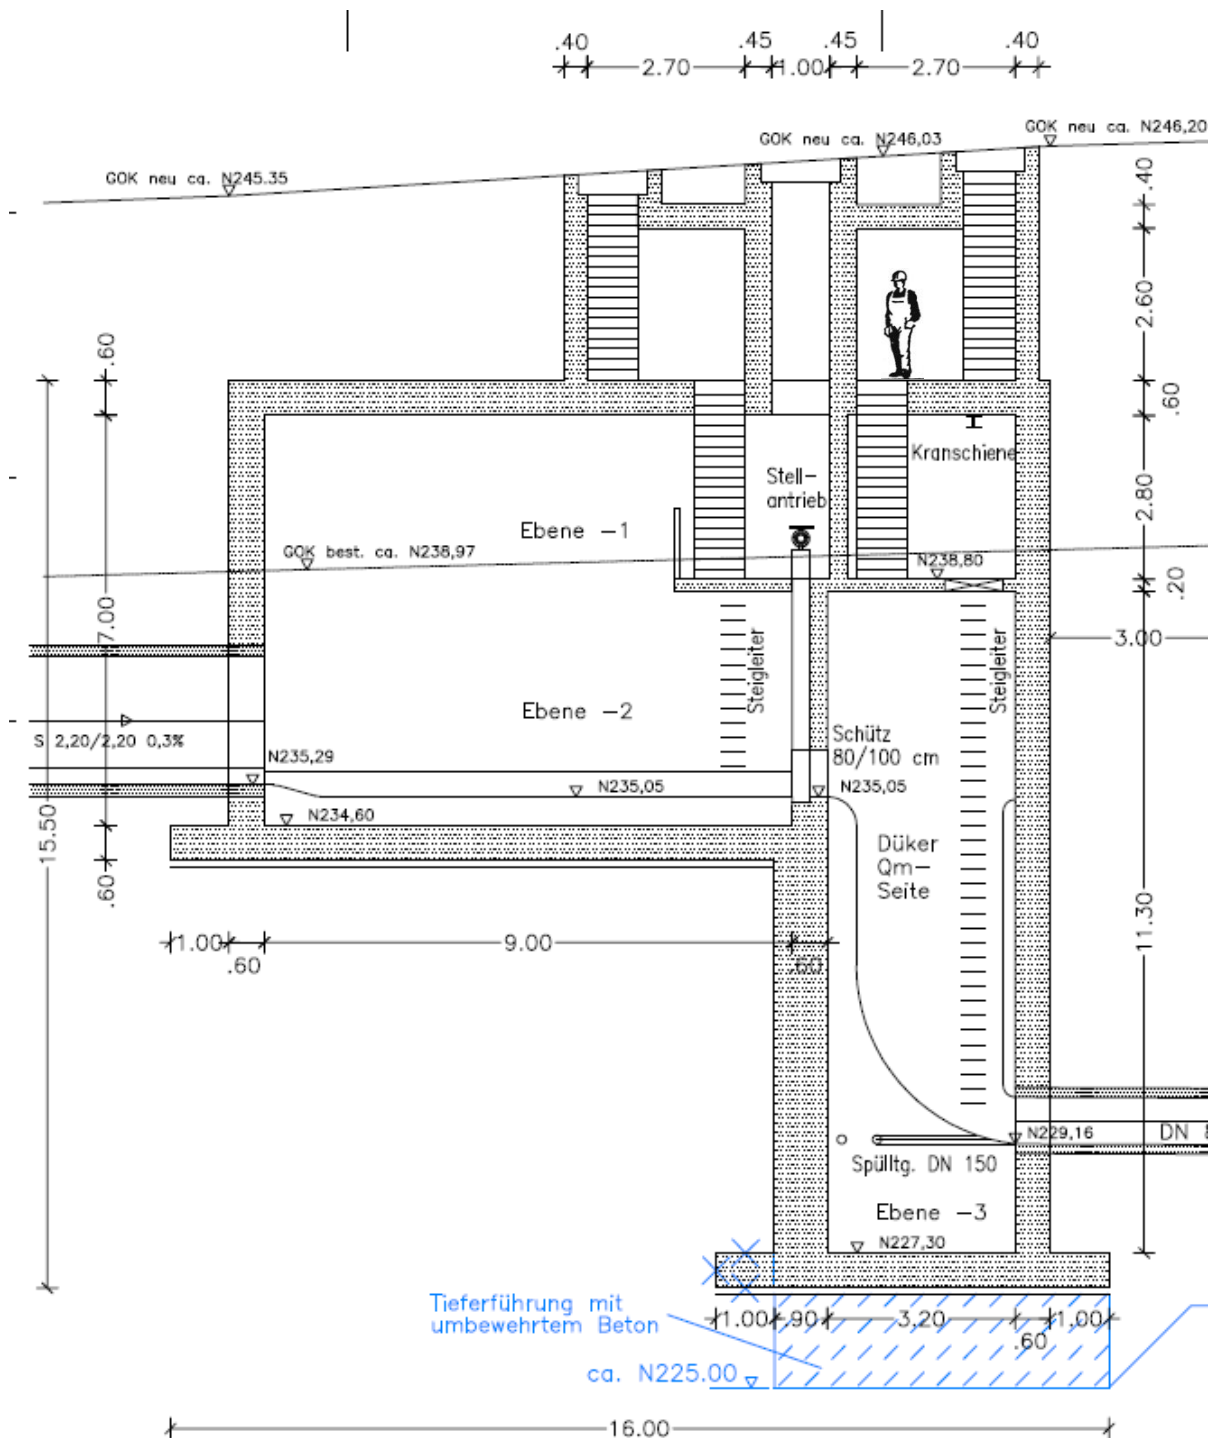 .40 .45 .45 .40
2.70 1.00 2.70
GOK neu ca. N246,20
GOK neu ca. N246,03
GOK neu ca. N245.35
.40
2.60
.60
.60
Kranschiene
Stell-
antrieb
2.80
Ebene -1
GOK best. ca. N238,97
N238,80
.20
7.00
3.00
Steigleiter
Steigleiter
Ebene -2
S 2,20/2,20 0,3%
Schütz
80/100 cm
N235,29
N235,05
N235,05
N234,60
15.50
Düker
Qm-
Seite
.60
11.30
1.00 9.00
.60 .60
N229,16
DN 8
Spülltg. DN 150
Ebene -3
N227,30
Tieferführung mit
umbewehrtem Beton
1.00 .90 3,20 1.00
.60
ca. N225.00
16.00